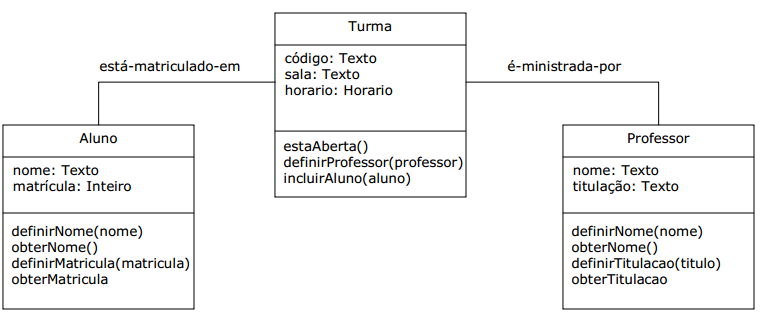 Turma
código: Texto
sala: Texto
horario: Horario
estaAberta()
definirProfessor(professor)
incluirAluno(aluno)
está-matriculado-em
é-ministrada-por
Aluno
nome: Texto
matrícula: Inteiro
definirNome(nome)
obterNome()
definirMatricula(matricula)
obterMatricula
Professor
nome: Texto
titulação: Texto
definirNome(nome)
obterNome()
definirTitulacao(titulo)
obterTitulacao